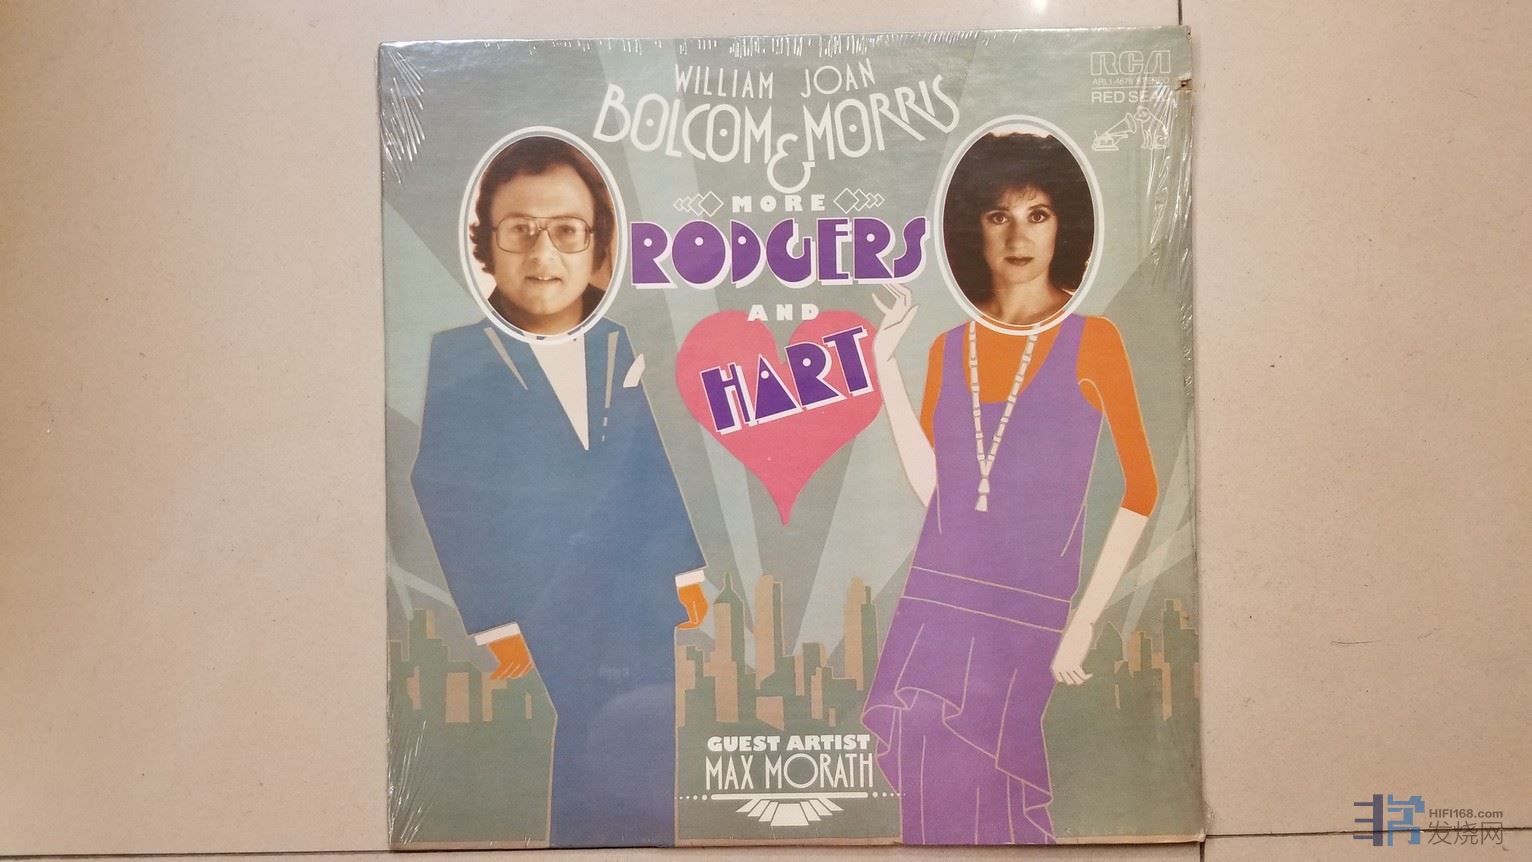 WILLIAM JOAN
BOLCOM & MORRIS
MORE
RODGERS
AND
HART
GUEST ARTIST
MAX MORATH
RCA
STEREO
RED SEAL
HIFI168.com
发烧网